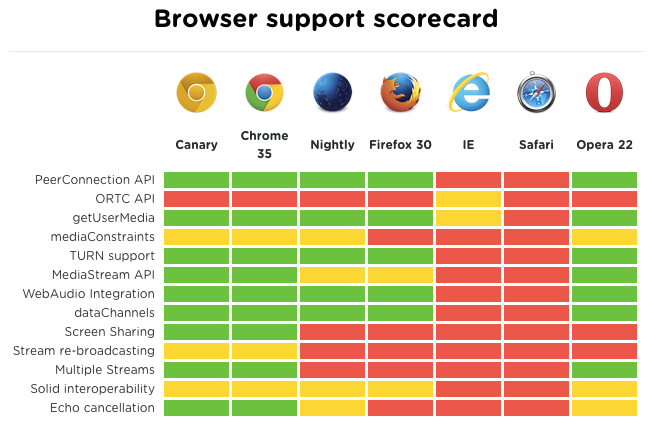 Browser support scorecard
Canary
Chrome
35
Nightly
Firefox 30
IE
Safari
Opera 22
PeerConnection API
ORTC API
getUserMedia
mediaConstraints
TURN support
MediaStream API
WebAudio Integration
dataChannels
Screen Sharing
Stream re-broadcasting
Multiple Streams
Solid interoperability
Echo cancellation